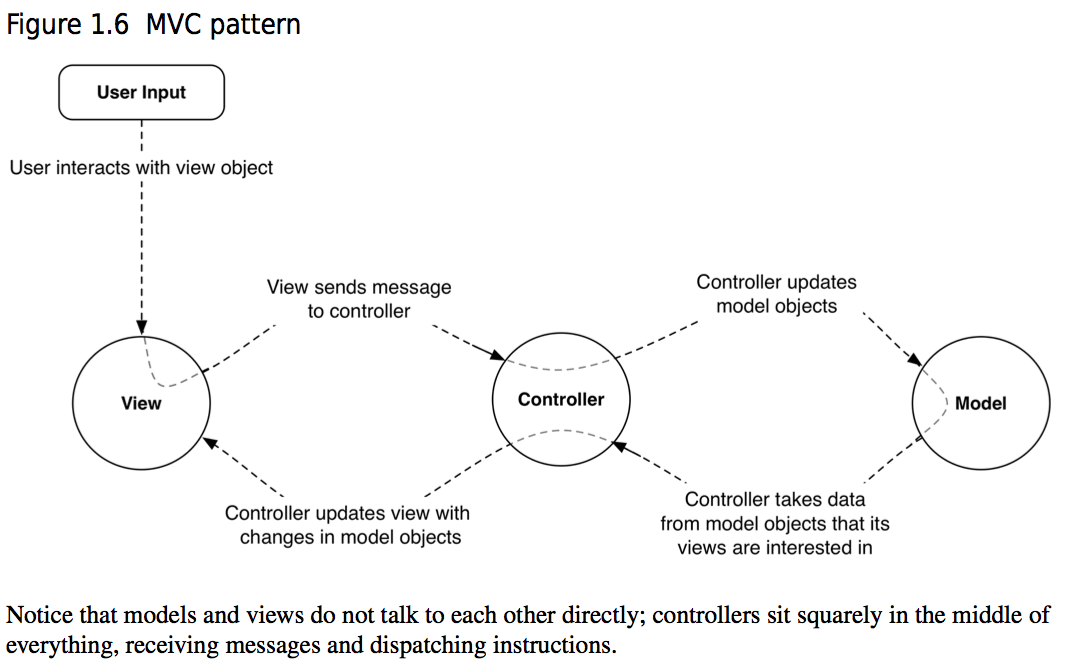 Figure 1.6 MVC pattern
User Input
User interacts with view object
View sends message
to controller
Controller updates
model objects
View
Controller
Model
Controller updates view with
changes in model objects
Controller takes data
from model objects that its
views are interested in
Notice that models and views do not talk to each other directly; controllers sit squarely in the middle of
everything, receiving messages and dispatching instructions.